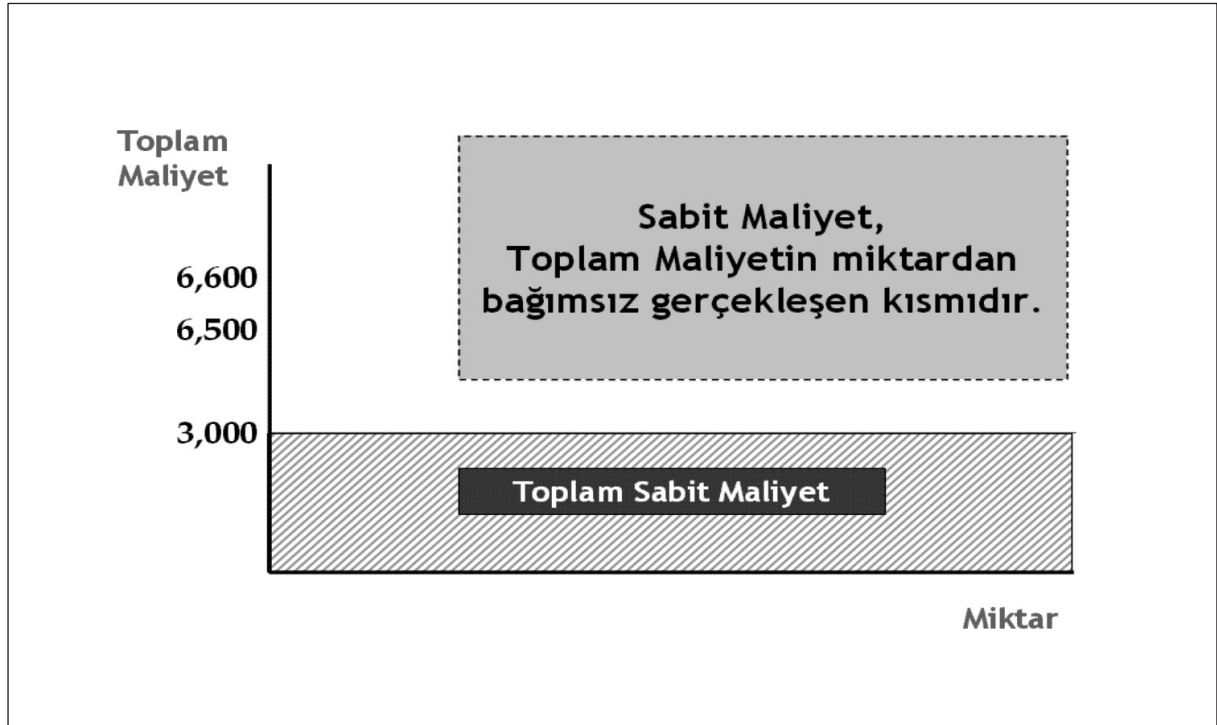 Toplam
Maliyet
Sabit Maliyet,
Toplam Maliyetin miktardan
bağımsız gerçekleşen kısmıdır.
6,600
6,500
3,000
Toplam Sabit Maliyet
Miktar